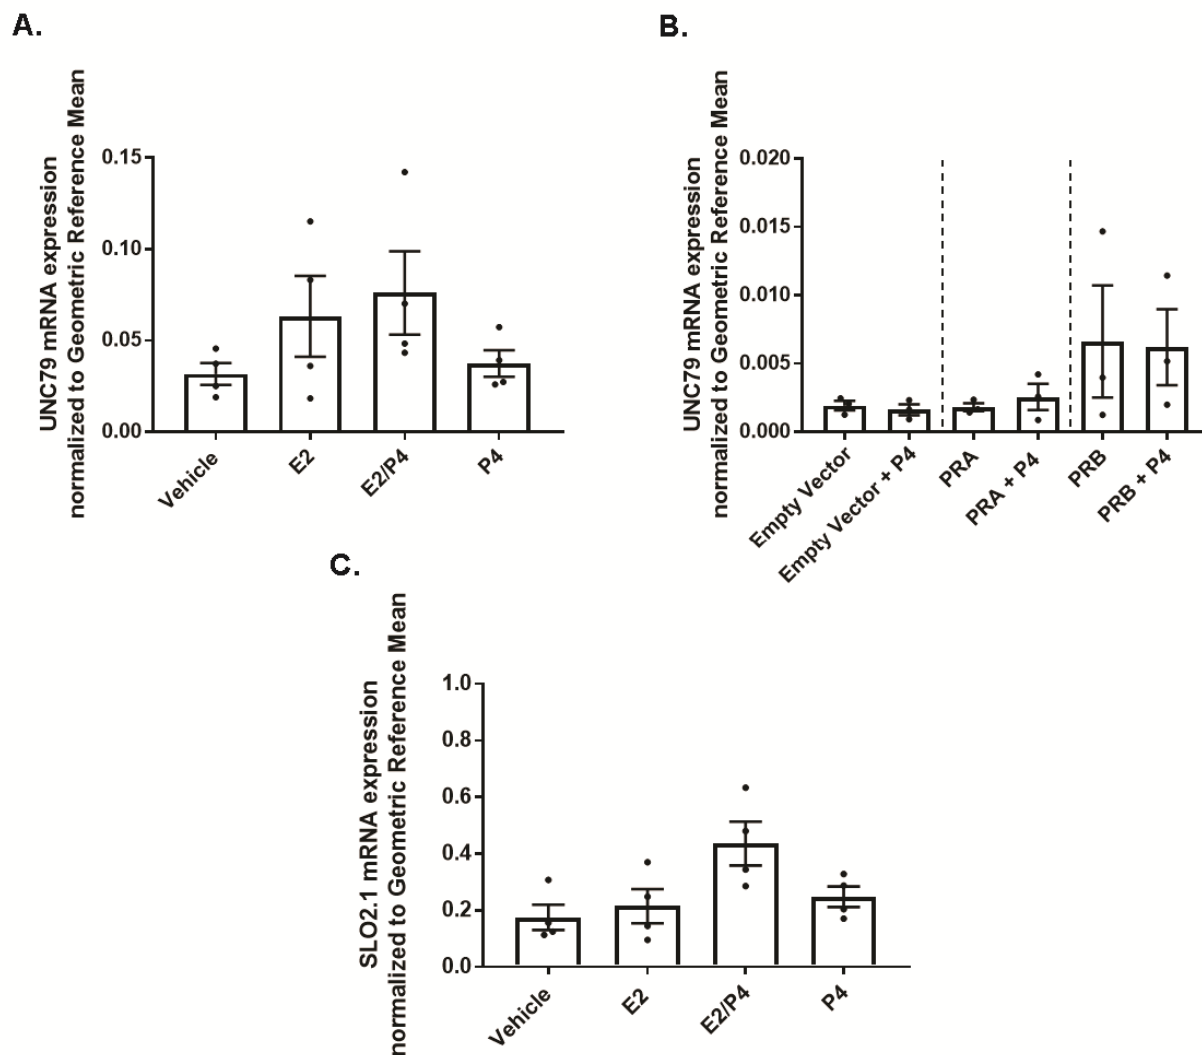 A.
UNC79 mRNA expression
normalized to Geometric Reference Mean
0.15
0.10
0.05
0.00
Vehicle
E2
E2/P4
P4
B.
UNC79 mRNA expression
normalized to Geometric Reference Mean
0.020
0.015
0.010
0.005
0.000
Empty Vector
Empty Vector + P4
PRA
PRA + P4
PRB
PRB + P4
C.
SLO2.1 mRNA expression
normalized to Geometric Reference Mean
1.0
0.8
0.6
0.4
0.2
0.0
Vehicle
E2
E2/P4
P4